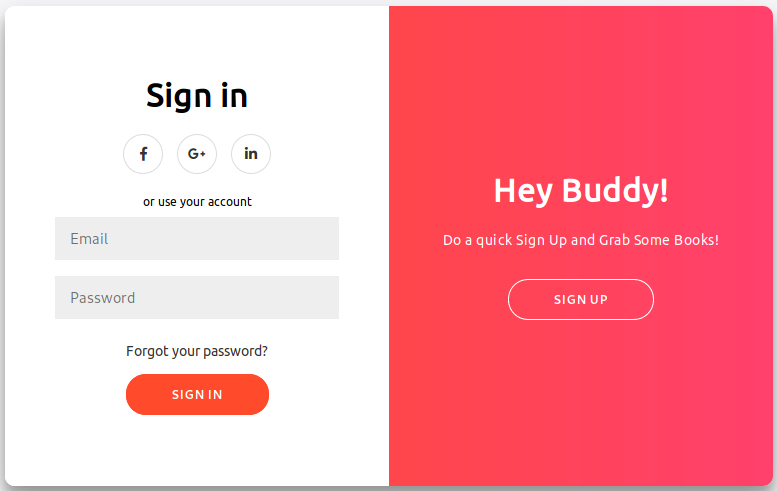 Sign in
f G+ in
or use your account
Email
Password
Forgot your password?
SIGN IN
Hey Buddy!
Do a quick Sign Up and Grab Some Books!
SIGN UP